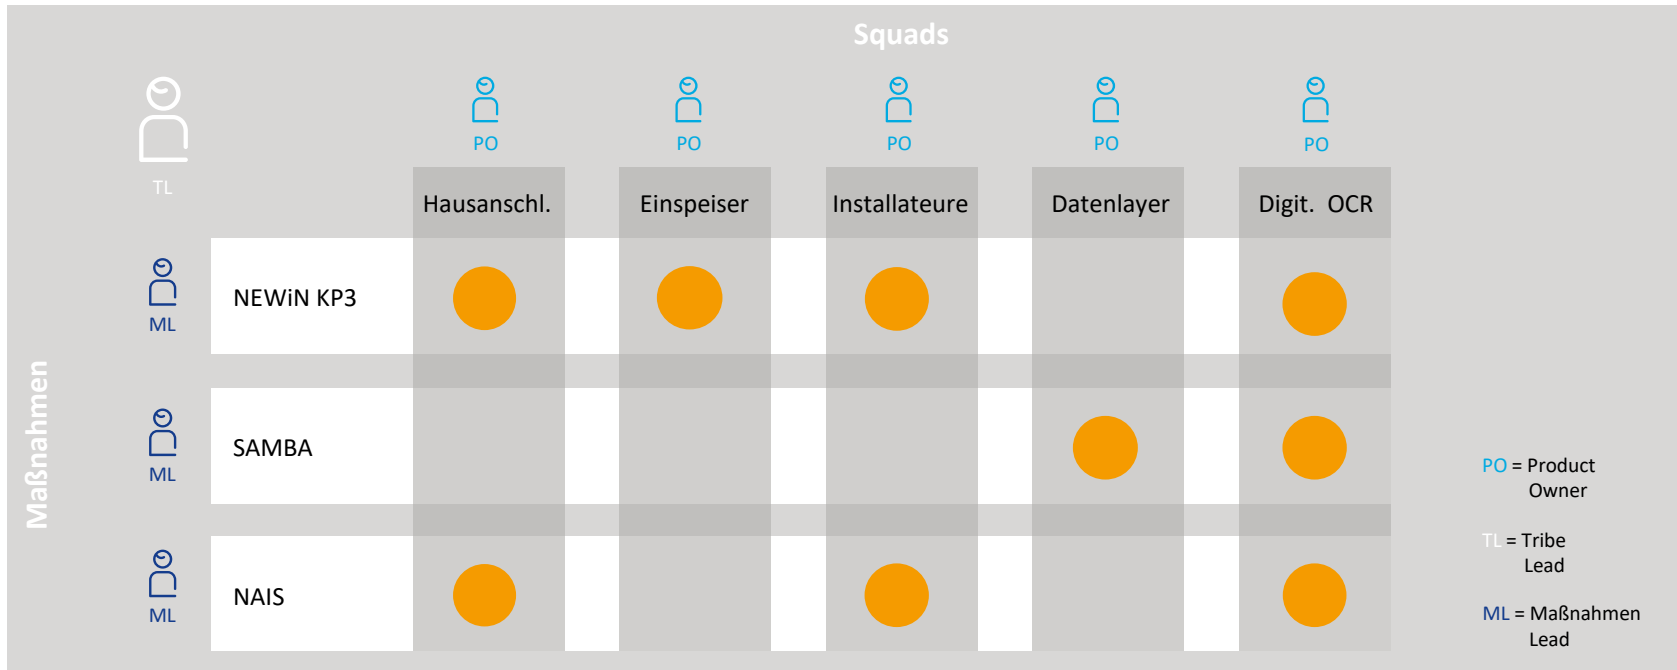 Squads
TL
PO
PO
PO
PO
PO
Hausanschl.
Einspeiser
Installateure
Datenlayer
Digit. OCR
Maßnahmen
ML
NEWiN KP3
ML
SAMBA
ML
NAIS
PO = Product
Owner
TL = Tribe
Lead
ML = Maßnahmen
Lead